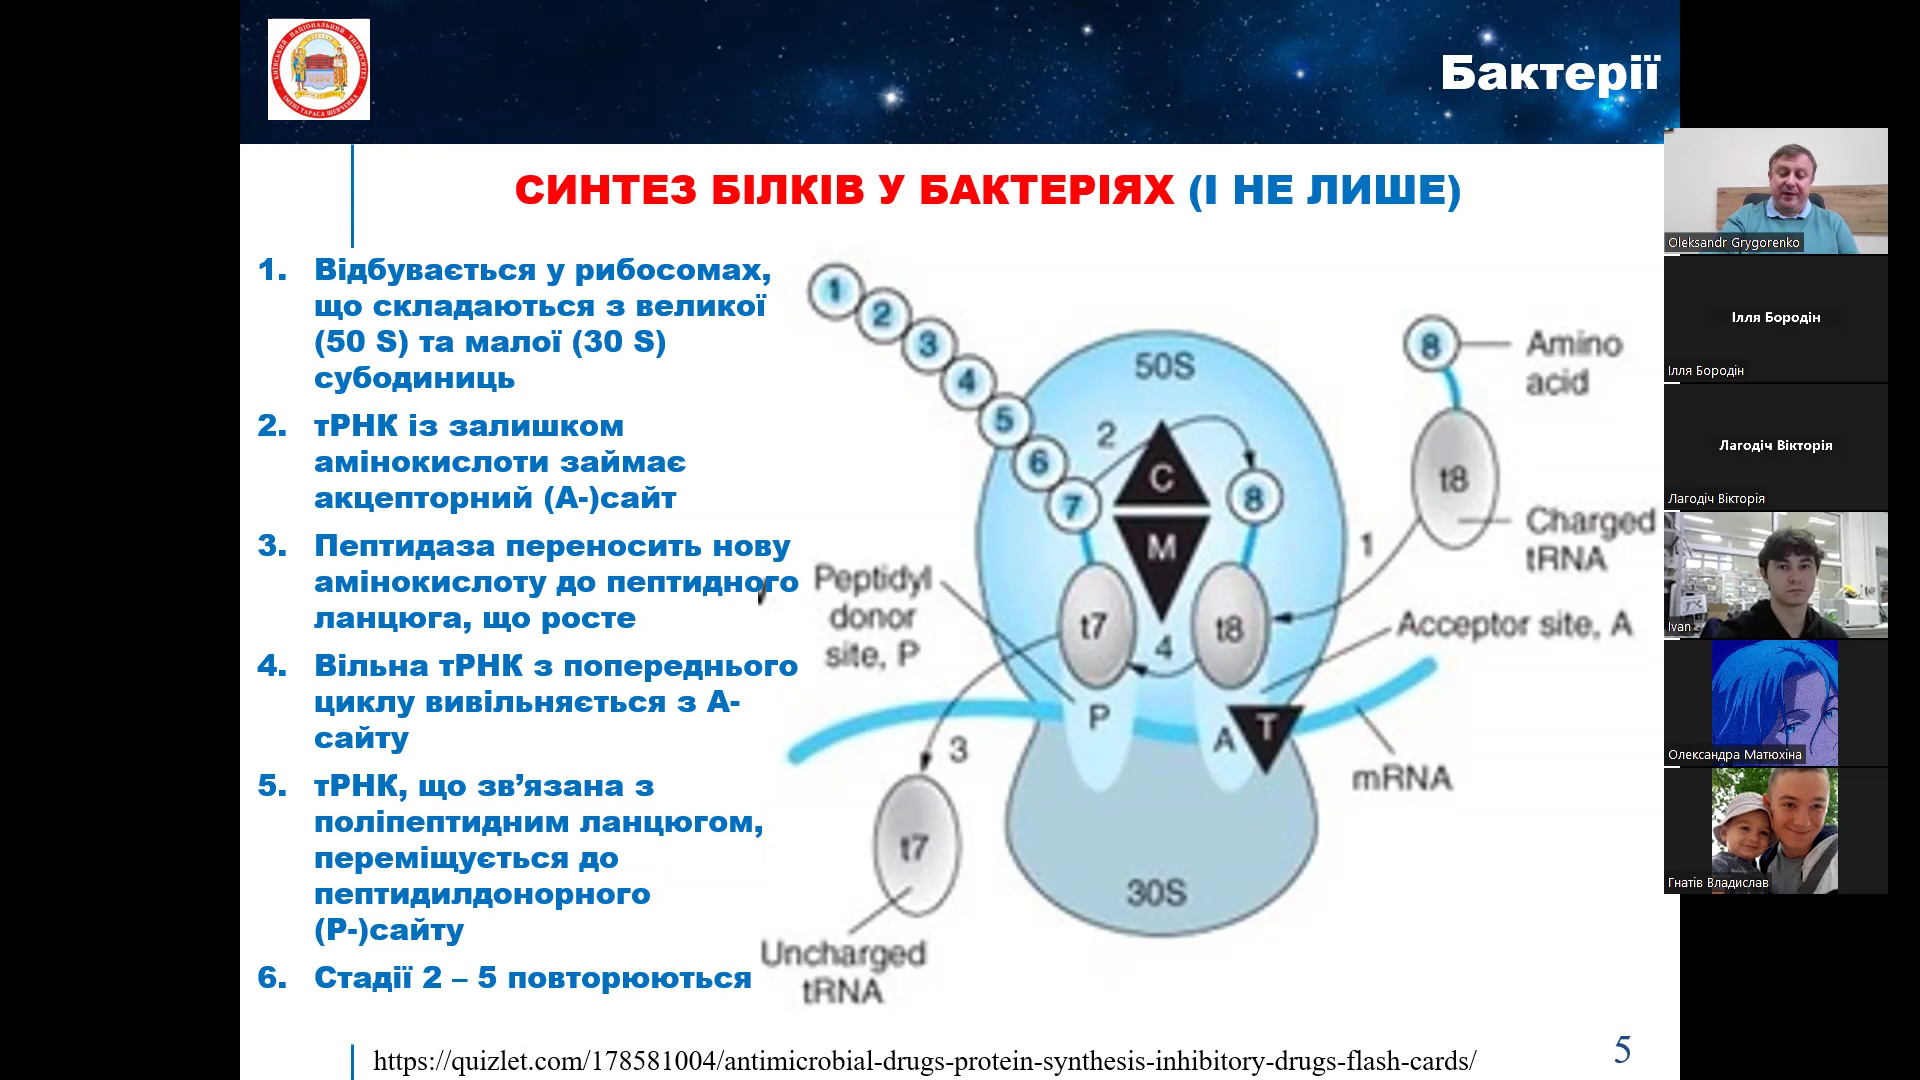 КИЇВСЬКИЙ НАЦІОНАЛЬНИЙ УНІВЕРСИТЕТ
ІМЕНІ ТАРАСА ШЕВЧЕНКА
Бактерії
СИНТЕЗ БІЛКІВ У БАКТЕРІЯХ (І НЕ ЛИШЕ)
1. Відбувається у рибосомах,
що складаються з великої
(50 S) та малої (30 S)
субодиниць
2. тРНК із залишком
амінокислоти займає
акцепторний (А-)сайт
3. Пептидаза переносить нову
амінокислоту до пептидного
ланцюга, що росте
4. Вільна тРНК з попереднього
циклу вивільняється з А-
сайту
5. тРНК, що зв’язана з
поліпептидним ланцюгом,
переміщується до
пептидилдонорного
(Р-)сайту
6. Стадії 2 – 5 повторюються
1
2
3
4
5
6
7
50S
2
C
M
8
8
Amino
acid
t8
Charged
tRNA
1
Peptidyl
donor
site, P
t7
t8
4
Acceptor site, A
P
A
T
3
mRNA
t7
30S
Uncharged
tRNA
https://quizlet.com/178581004/antimicrobial-drugs-protein-synthesis-inhibitory-drugs-flash-cards/
5
Oleksandr Grygorenko
Ілля Бородін
Ілля Бородін
Лагодіч Вікторія
Лагодіч Вікторія
Ivan
Олександра Матюхіна
Гнатів Владислав